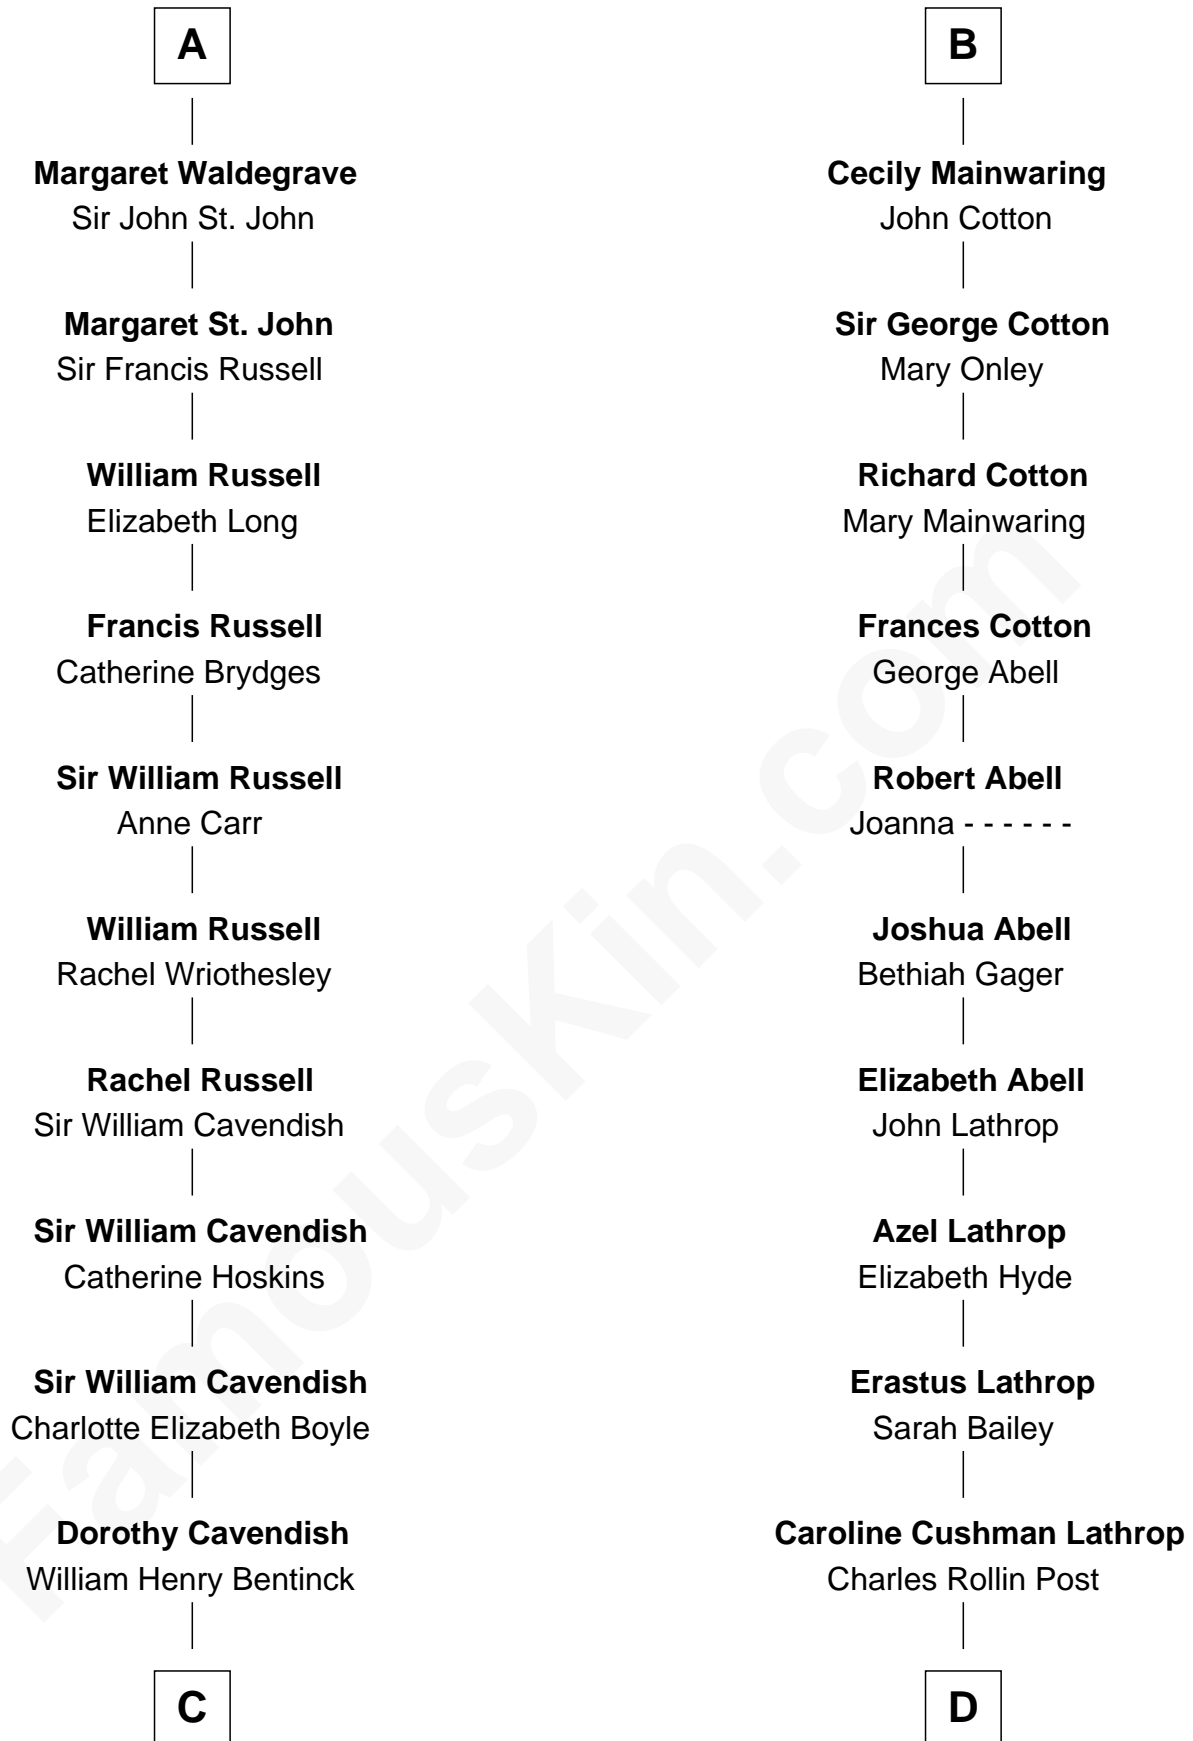 A
Margaret Waldegrave
Sir John St. John
Margaret St. John
Sir Francis Russell
William Russell
Elizabeth Long
Francis Russell
Catherine Brydges
Sir William Russell
Anne Carr
William Russell
Rachel Wriothesley
Rachel Russell
Sir William Cavendish
Sir William Cavendish
Catherine Hoskins
Sir William Cavendish
Charlotte Elizabeth Boyle
Dorothy Cavendish
William Henry Bentinck
C
B
Cecily Mainwaring
John Cotton
Sir George Cotton
Mary Onley
Richard Cotton
Mary Mainwaring
Frances Cotton
George Abell
Robert Abell
Joanna - - - - - -
Joshua Abell
Bethiah Gager
Elizabeth Abell
John Lathrop
Azel Lathrop
Elizabeth Hyde
Erastus Lathrop
Sarah Bailey
Caroline Cushman Lathrop
Charles Rollin Post
D
FamousKin.com